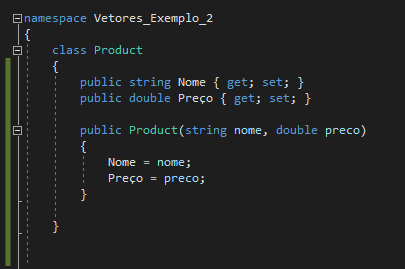 namespace Vetores_Exemplo_2
{
class Product
{
public string Nome { get; set; }
public double Preço { get; set; }
public Product(string nome, double preco)
{
Nome = nome;
Preço = preco;
}
}